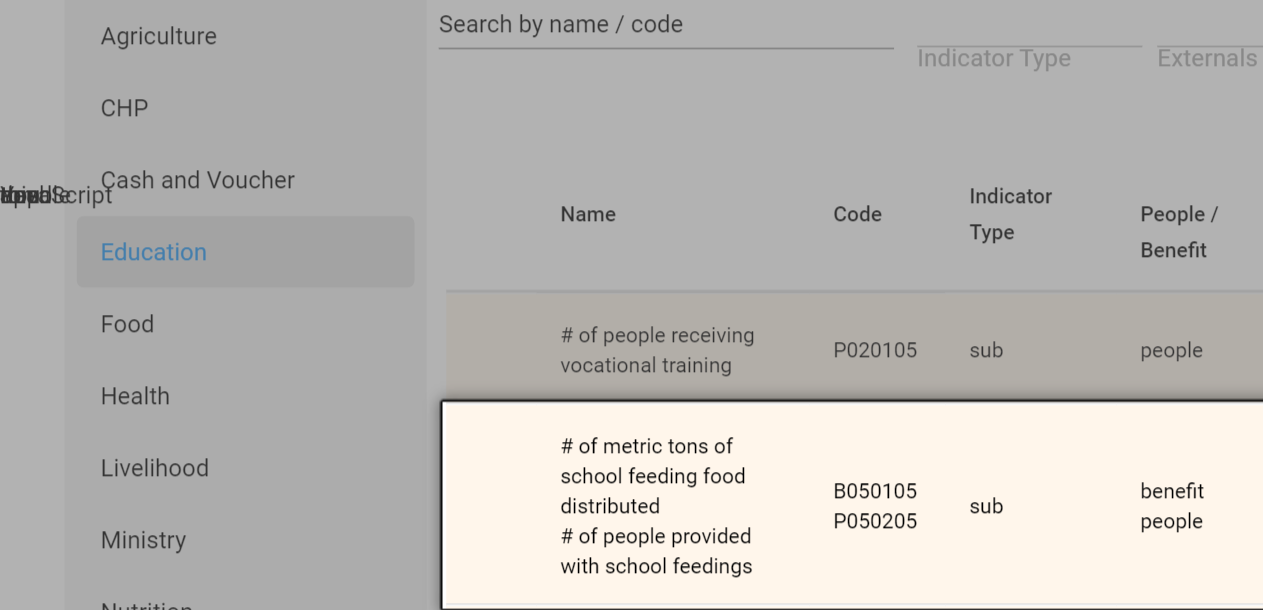 Agriculture
CHP
Cash and Voucher
Education
Food
Health
Livelihood
Ministry
Nutrition
Search by name / code
Indicator Type
Externals
Name
Code
Indicator
Type
People /
Benefit
# of people receiving
vocational training
P020105
sub
people
# of metric tons of
school feeding food
distributed
# of people provided
with school feedings
B050105
P050205
sub
benefit
people